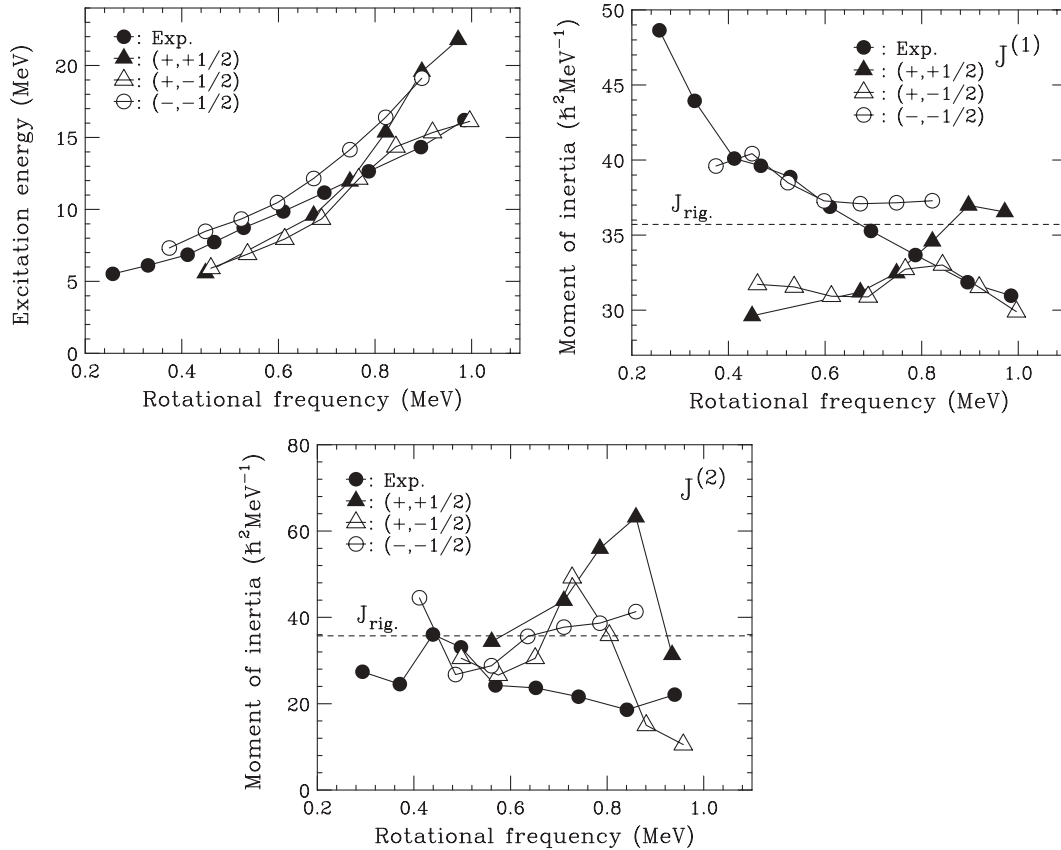 Excitation energy (MeV)
20
15
10
5
0
●: Exp.
▲: (+,+1/2)
△: (+,-1/2)
○: (-,-1/2)
0.2 0.4 0.6 0.8 1.0
Rotational frequency (MeV)
Moment of inertia (ℏ²MeV⁻¹)
50
45
40
35
30
●: Exp.
▲: (+,+1/2)
△: (+,-1/2)
○: (-,-1/2)
J⁽¹⁾
J_rig.
0.2 0.4 0.6 0.8 1.0
Rotational frequency (MeV)
Moment of inertia (ℏ²MeV⁻¹)
80
60
40
20
0
●: Exp.
▲: (+,+1/2)
△: (+,-1/2)
○: (-,-1/2)
J⁽²⁾
J_rig.
0.2 0.4 0.6 0.8 1.0
Rotational frequency (MeV)